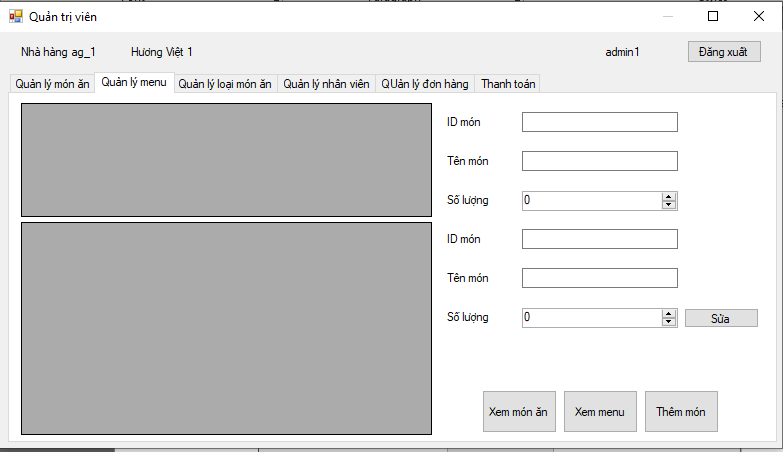 Quản trị viên
Nhà hàng ag_1 Hương Việt 1 admin1 Đăng xuất
Quản lý món ăn Quản lý menu Quản lý loại món ăn Quản lý nhân viên QUản lý đơn hàng Thanh toán
ID món
Tên món
Số lượng 0
ID món
Tên món
Số lượng 0 Sửa
Xem món ăn Xem menu Thêm món